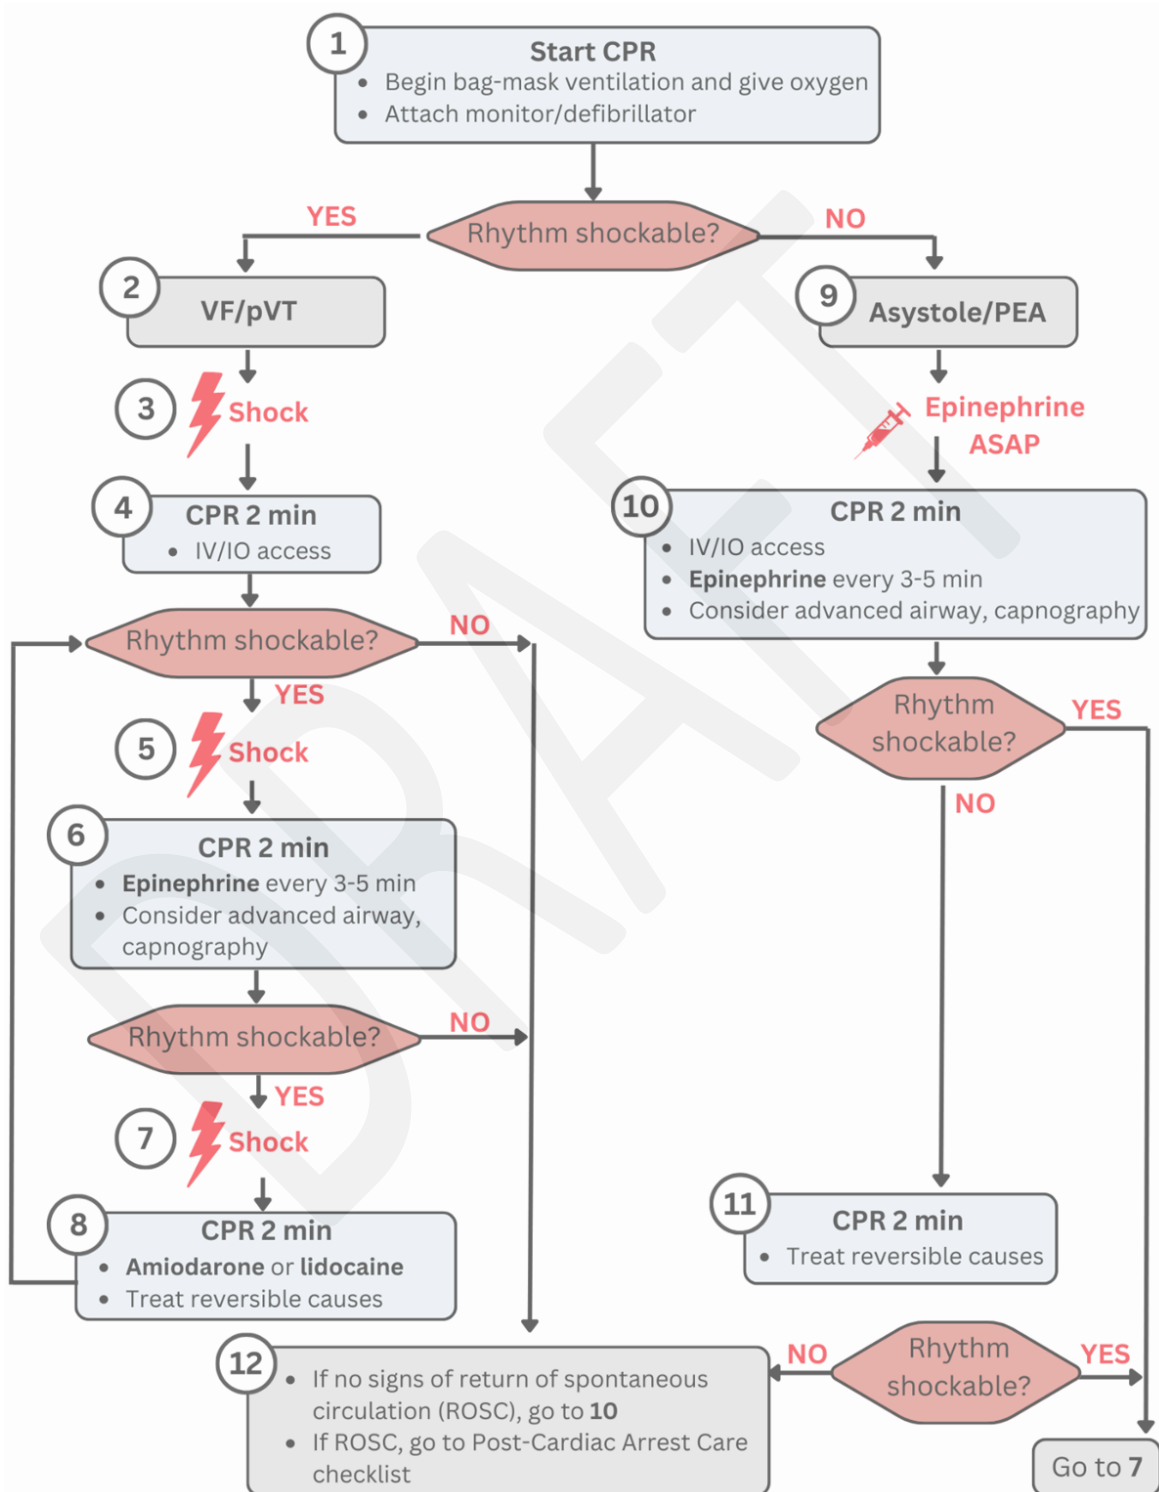 1
Start CPR
• Begin bag-mask ventilation and give oxygen
• Attach monitor/defibrillator
Rhythm shockable?
YES
NO
2
VF/pVT
3
Shock
4
CPR 2 min
• IV/IO access
Rhythm shockable?
NO
YES
5
Shock
6
CPR 2 min
• Epinephrine every 3-5 min
• Consider advanced airway,
capnography
Rhythm shockable?
NO
YES
7
Shock
8
CPR 2 min
• Amiodarone or lidocaine
• Treat reversible causes
9
Asystole/PEA
Epinephrine
ASAP
10
CPR 2 min
• IV/IO access
• Epinephrine every 3-5 min
• Consider advanced airway, capnography
Rhythm
shockable?
YES
NO
11
CPR 2 min
• Treat reversible causes
Rhythm
shockable?
NO
YES
12
• If no signs of return of spontaneous
circulation (ROSC), go to 10
• If ROSC, go to Post-Cardiac Arrest Care
checklist
Go to 7
DRAFT